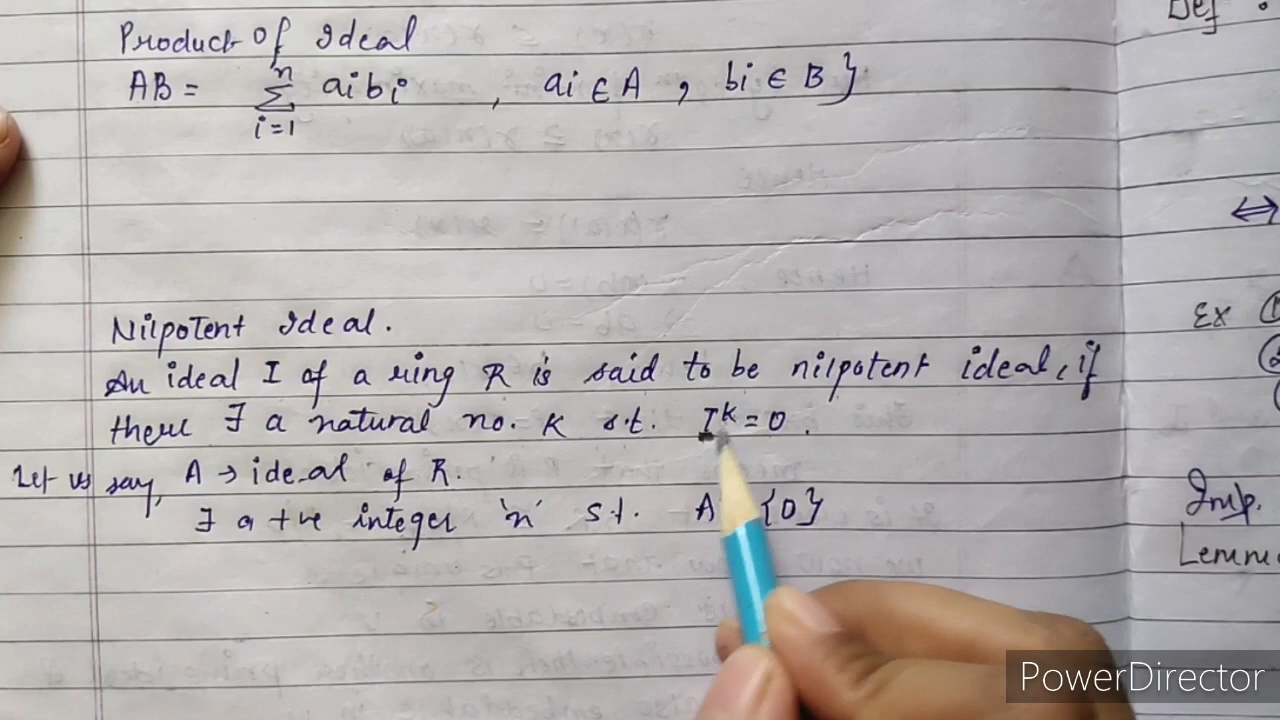 Product Of Ideal
AB = n∑i=1 aibi , ai ∈ A , bi ∈ B }
Nilpotent Ideal.
An ideal I of a ring R is said to be nilpotent ideal, if
there ∃ a natural no. K s.t. I^K = 0 .
Let us say, A → ideal of R.
∃ a +ve integer 'n' s.t. A {0}
Def
⇔
Ex
Imp.
Lemm
PowerDirector